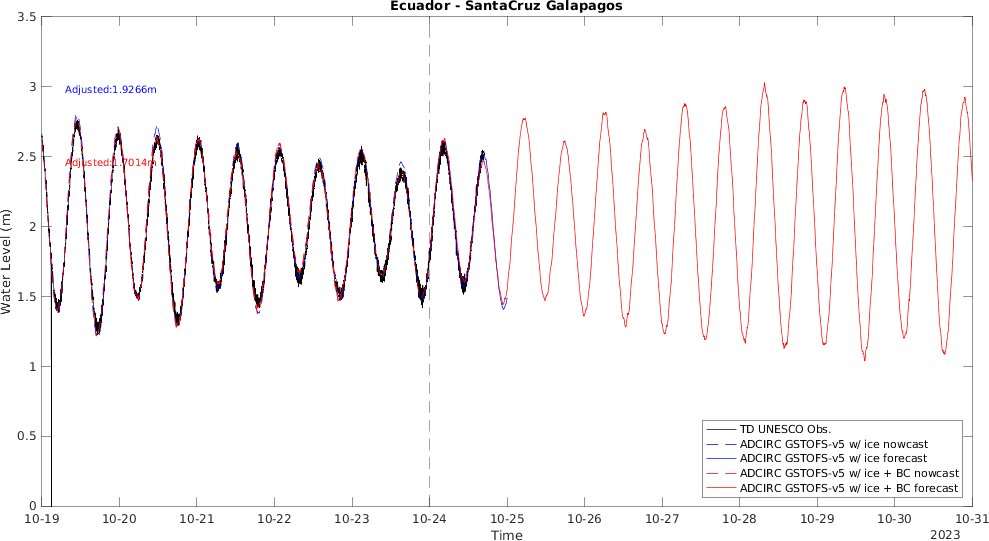 Ecuador - SantaCruz Galapagos
3.5
3
2.5
2
1.5
1
0.5
0
Water Level (m)
Adjusted:1.9266m
Adjusted:1.7014m
TD UNESCO Obs.
ADCIRC GSTOFS-v5 w/ ice nowcast
ADCIRC GSTOFS-v5 w/ ice forecast
ADCIRC GSTOFS-v5 w/ ice + BC nowcast
ADCIRC GSTOFS-v5 w/ ice + BC forecast
10-19 10-20 10-21 10-22 10-23 10-24 10-25 10-26 10-27 10-28 10-29 10-30 10-31
Time
2023